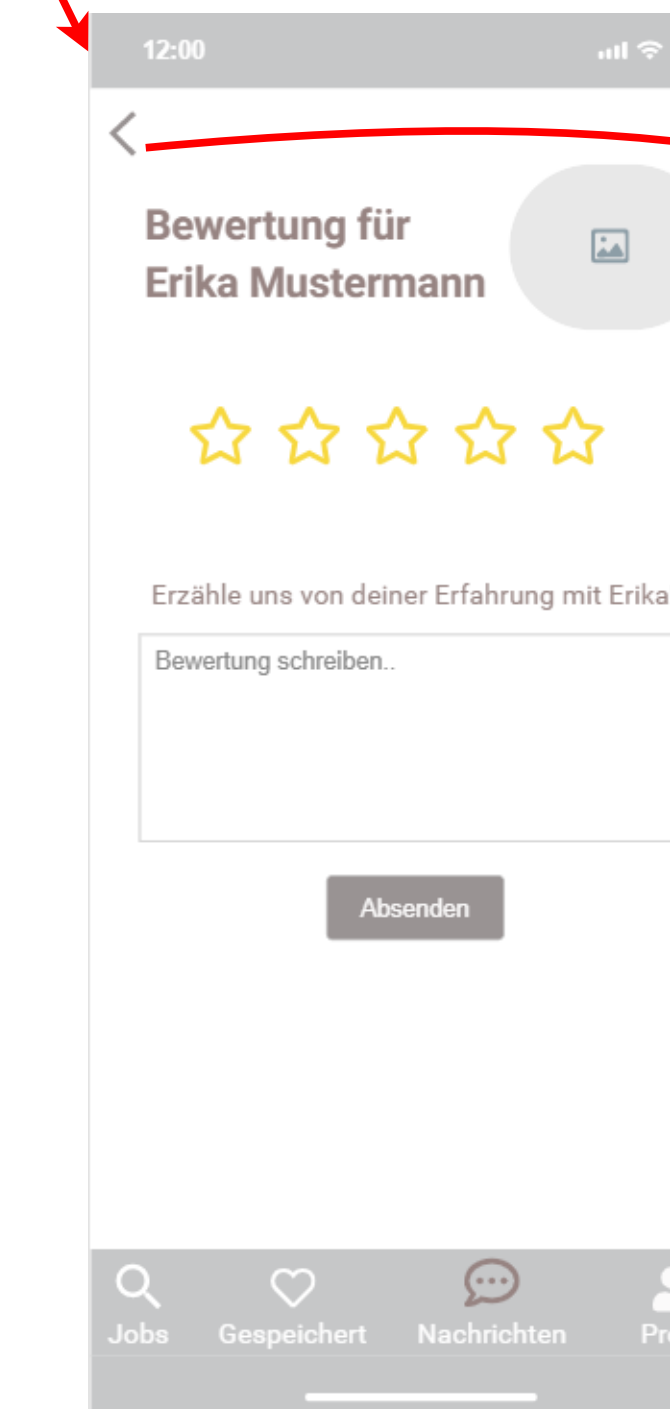 12:00
Bewertung für
Erika Mustermann
Erzähle uns von deiner Erfahrung mit Erika
Bewertung schreiben..
Absenden
Jobs Gespeichert Nachrichten